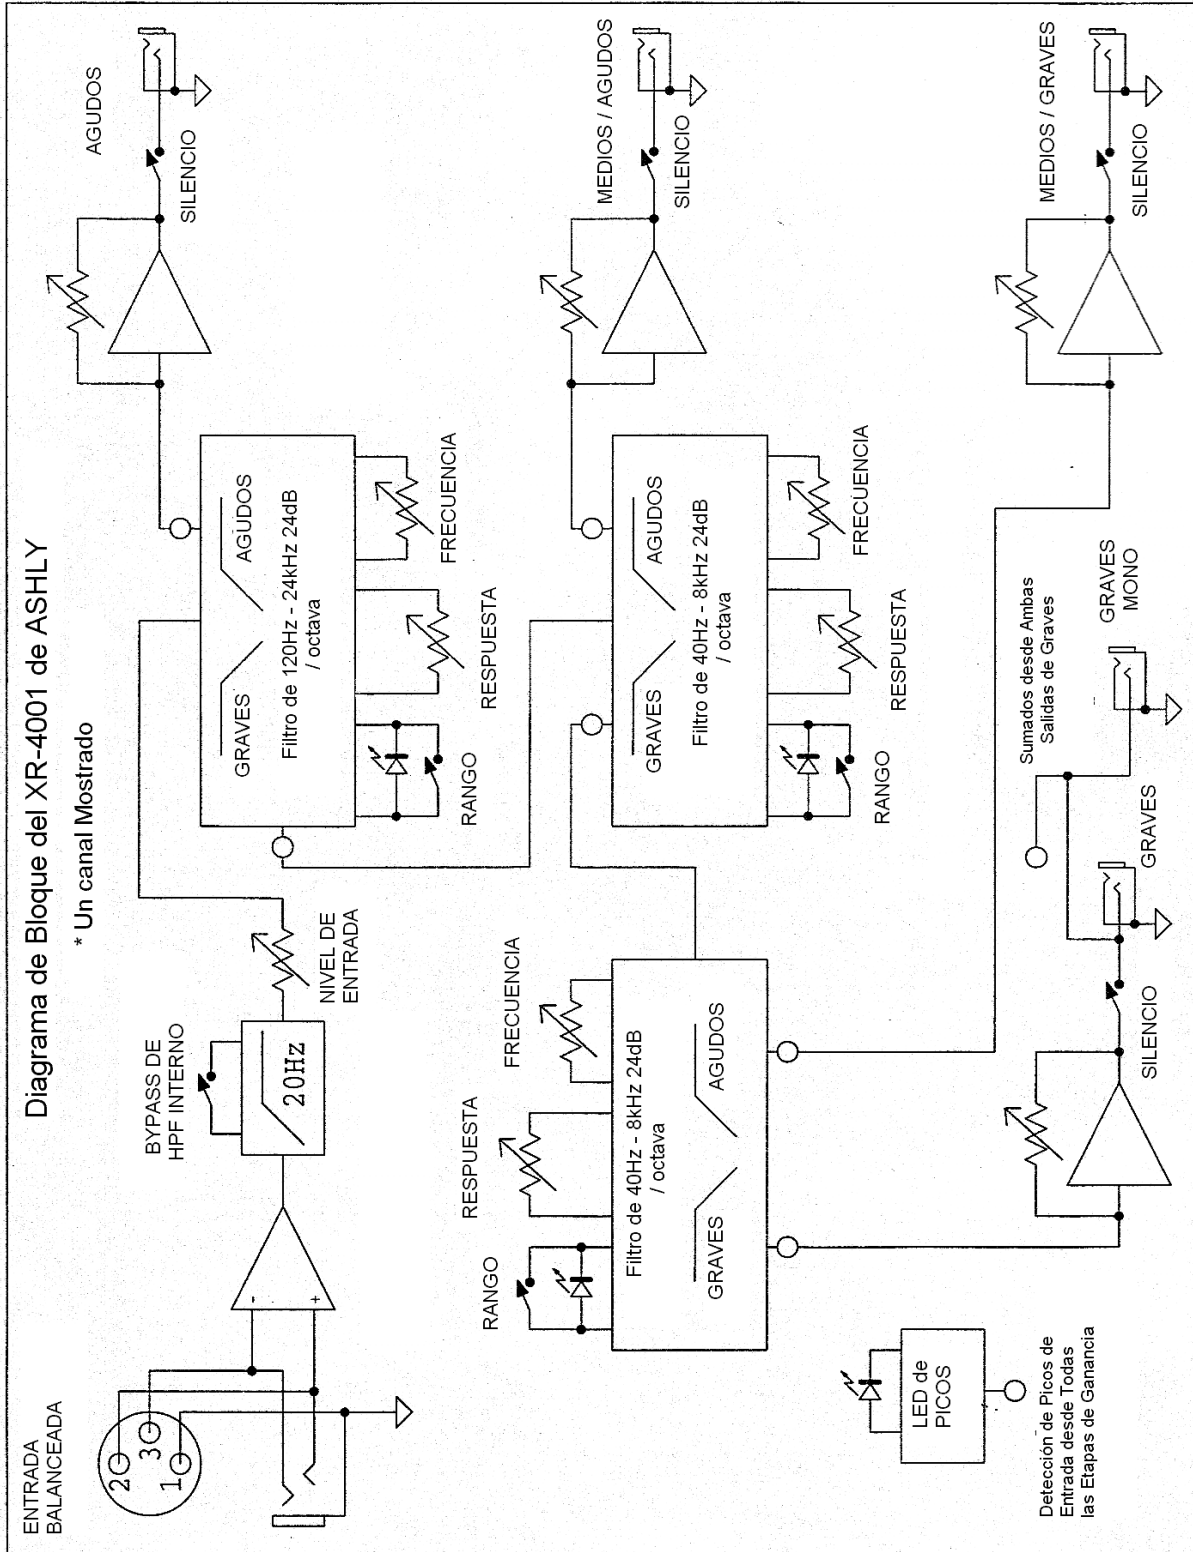 Diagrama de Bloque del XR-4001 de ASHLY
* Un canal Mostrado
ENTRADA
BALANCEADA
2
3
1
-
+
BYPASS DE
HPF INTERNO
20Hz
NIVEL DE
ENTRADA
GRAVES
AGUDOS
Filtro de 120Hz - 24kHz 24dB
/ octava
RANGO
RESPUESTA
FRECUENCIA
AGUDOS
SILENCIO
GRAVES
AGUDOS
Filtro de 40Hz - 8kHz 24dB
/ octava
RANGO
RESPUESTA
FRECUENCIA
MEDIOS / AGUDOS
SILENCIO
RANGO
RESPUESTA
FRECUENCIA
Filtro de 40Hz - 8kHz 24dB
/ octava
GRAVES
AGUDOS
MEDIOS / GRAVES
SILENCIO
SILENCIO
GRAVES
Sumados desde Ambas
Salidas de Graves
GRAVES
MONO
LED de
PICOS
Detección de Picos de
Entrada desde Todas
las Etapas de Ganancia